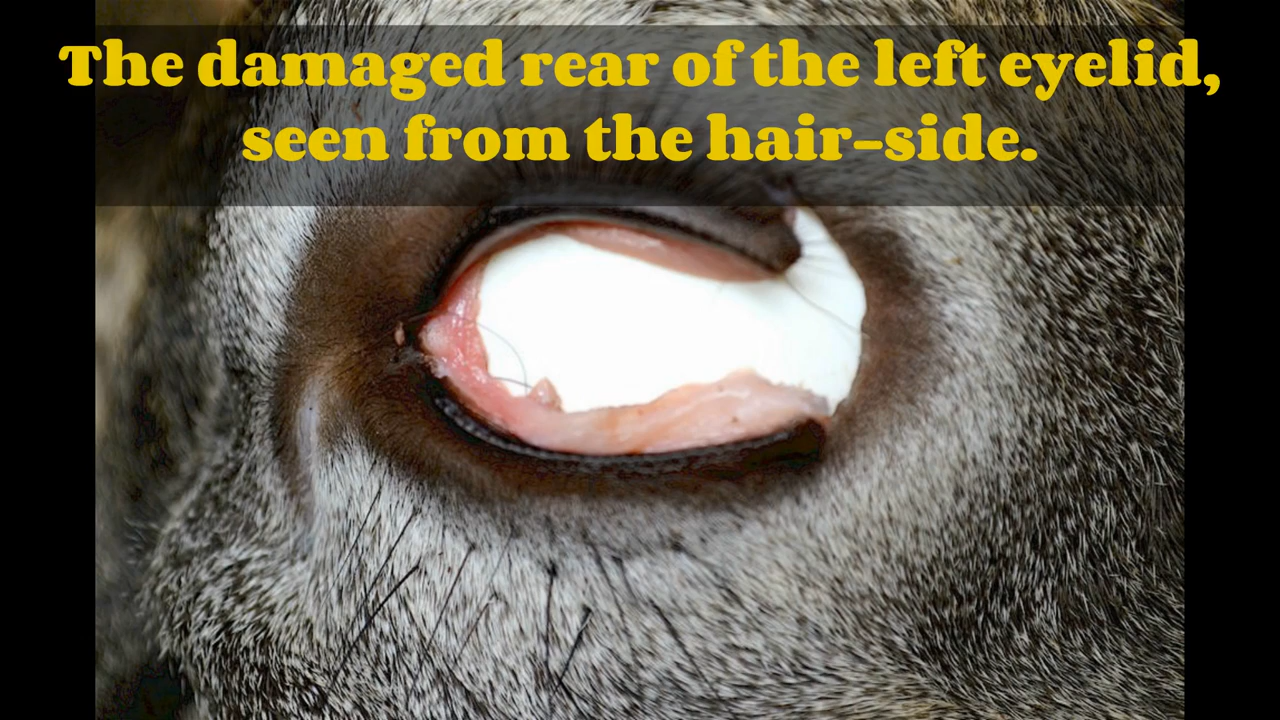 The damaged rear of the left eyelid,
seen from the hair-side.